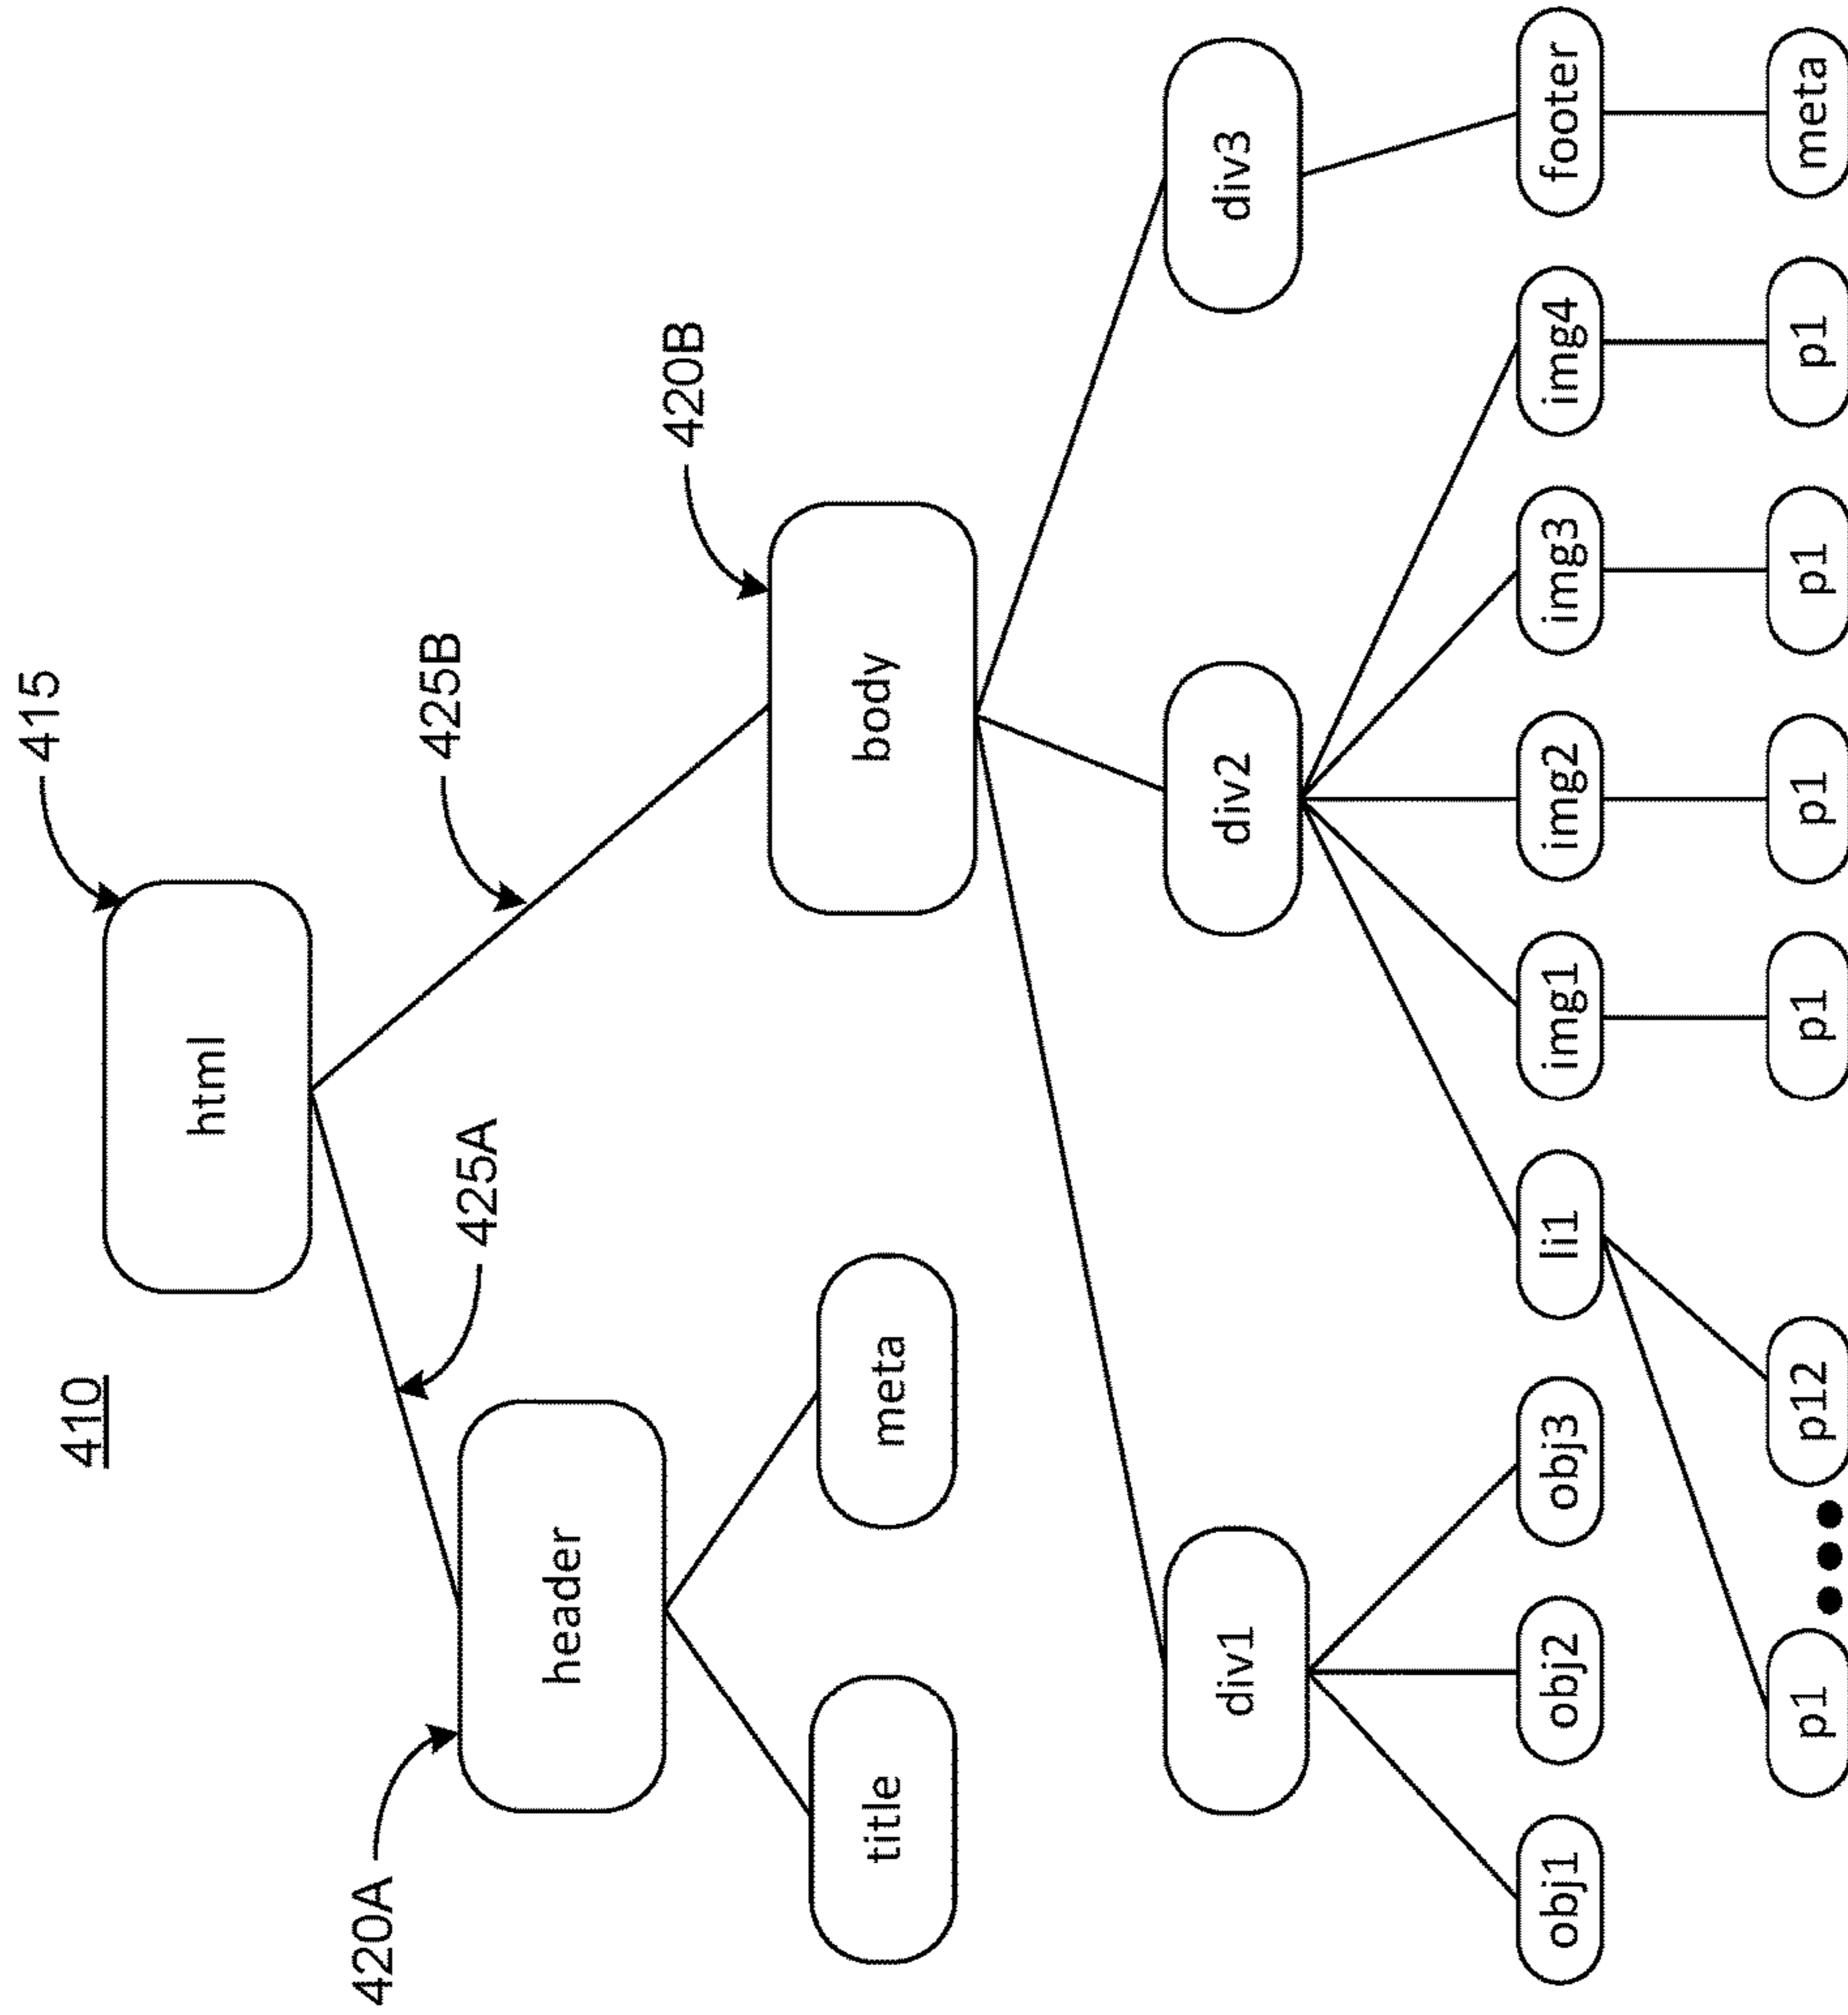 410
415
html
425A
425B
420A
header
420B
body
title
meta
div1
div2
div3
obj1
obj2
obj3
li1
img1
img2
img3
img4
footer
p1
p12
p1
p1
p1
p1
meta